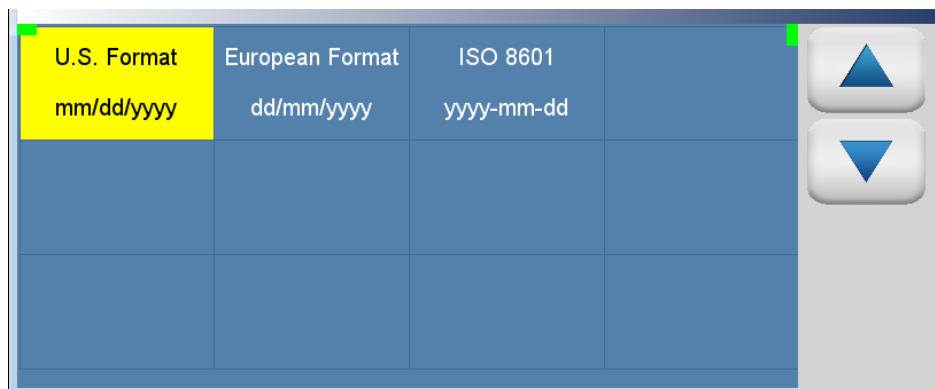 U.S. Format
mm/dd/yyyy
European Format
dd/mm/yyyy
ISO 8601
yyyy-mm-dd